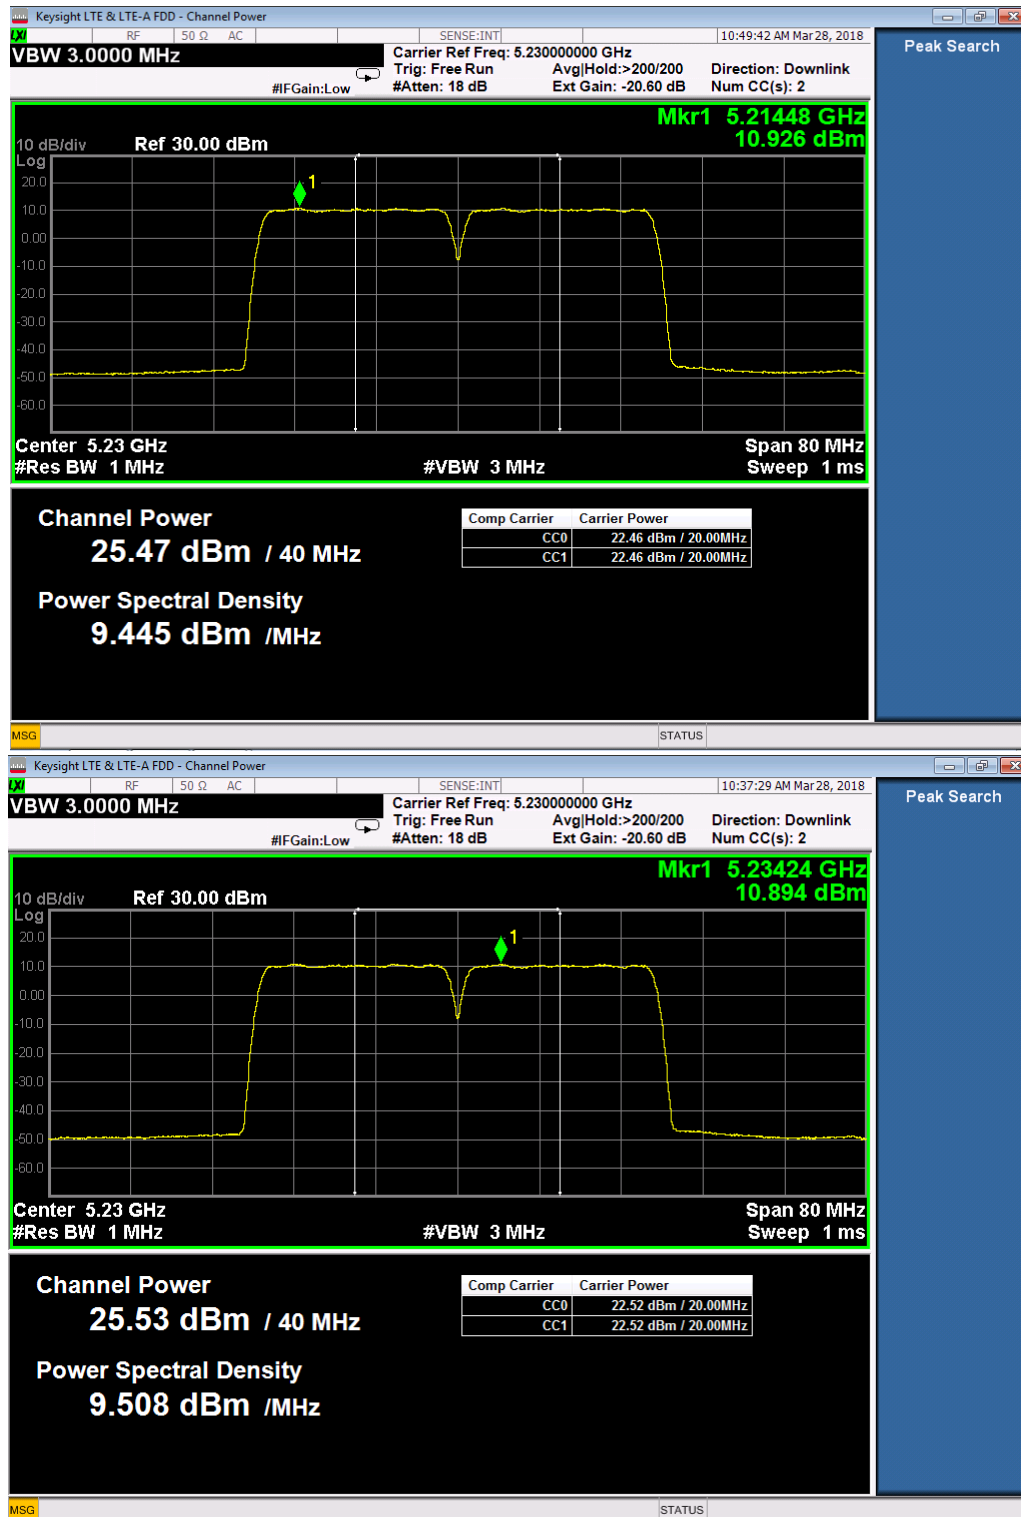 Keysight LTE & LTE-A FDD - Channel Power
LXI RF 50 Ω AC SENSE:INT 10:49:42 AM Mar 28, 2018
VBW 3.0000 MHz
Carrier Ref Freq: 5.230000000 GHz
Trig: Free Run Avg|Hold:>200/200 Direction: Downlink
#IFGain:Low #Atten: 18 dB Ext Gain: -20.60 dB Num CC(s): 2
Peak Search
Mkr1 5.21448 GHz
10.926 dBm
10 dB/div Ref 30.00 dBm
Log
20.0
1
10.0
0.00
-10.0
-20.0
-30.0
-40.0
-50.0
-60.0
Center 5.23 GHz Span 80 MHz
#Res BW 1 MHz #VBW 3 MHz Sweep 1 ms
Channel Power
25.47 dBm / 40 MHz
Power Spectral Density
9.445 dBm /MHz
Comp Carrier Carrier Power
CC0 22.46 dBm / 20.00MHz
CC1 22.46 dBm / 20.00MHz
MSG STATUS
Keysight LTE & LTE-A FDD - Channel Power
LXI RF 50 Ω AC SENSE:INT 10:37:29 AM Mar 28, 2018
VBW 3.0000 MHz
Carrier Ref Freq: 5.230000000 GHz
Trig: Free Run Avg|Hold:>200/200 Direction: Downlink
#IFGain:Low #Atten: 18 dB Ext Gain: -20.60 dB Num CC(s): 2
Peak Search
Mkr1 5.23424 GHz
10.894 dBm
10 dB/div Ref 30.00 dBm
Log
20.0
1
10.0
0.00
-10.0
-20.0
-30.0
-40.0
-50.0
-60.0
Center 5.23 GHz Span 80 MHz
#Res BW 1 MHz #VBW 3 MHz Sweep 1 ms
Channel Power
25.53 dBm / 40 MHz
Power Spectral Density
9.508 dBm /MHz
Comp Carrier Carrier Power
CC0 22.52 dBm / 20.00MHz
CC1 22.52 dBm / 20.00MHz
MSG STATUS